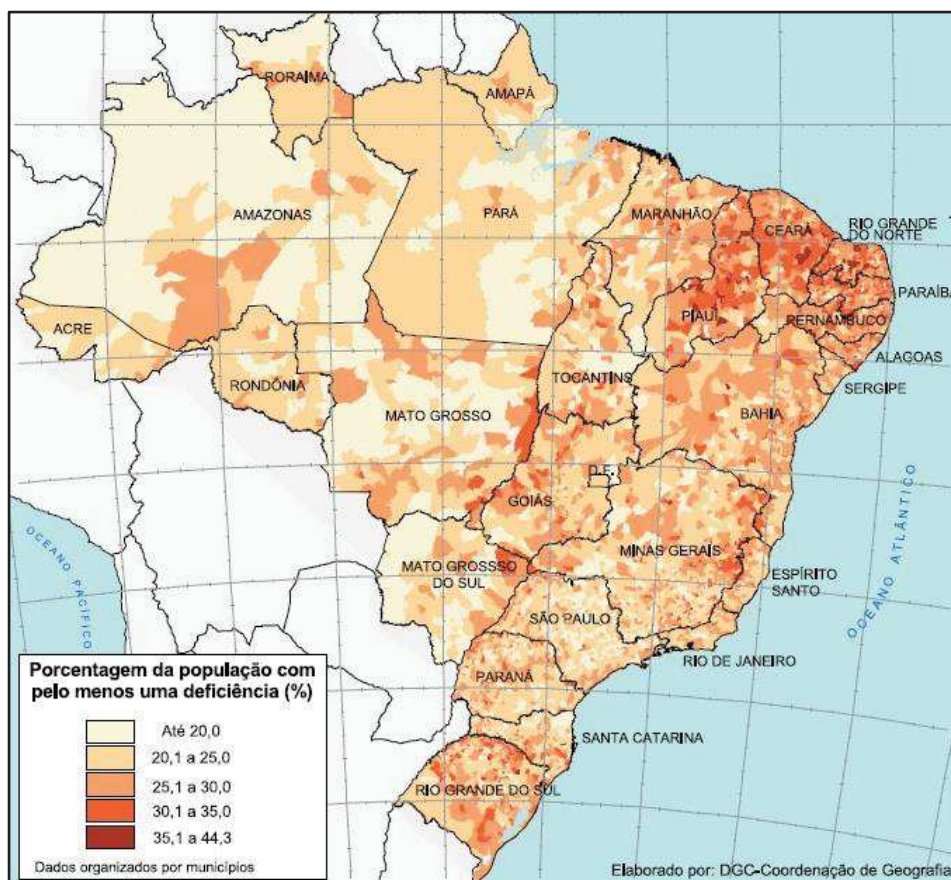 RORAIMA
AMAPÁ
AMAZONAS
PARÁ
MARANHÃO
CEARÁ
RIO GRANDE
DO NORTE
PARAÍBA
PIAUÍ
PERNAMBUCO
ACRE
ALAGOAS
RONDÔNIA
TOCANTINS
SERGIPE
MATO GROSSO
BAHIA
D.F.
GOIÁS
OCEANO ATLÂNTICO
OCEANO PACÍFICO
MINAS GERAIS
MATO GROSSSO
DO SUL
ESPÍRITO
SANTO
SÃO PAULO
RIO DE JANEIRO
PARANÁ
SANTA CATARINA
RIO GRANDE DO SUL
Porcentagem da população com
pelo menos uma deficiência (%)
Até 20,0
20,1 a 25,0
25,1 a 30,0
30,1 a 35,0
35,1 a 44,3
Dados organizados por municípios
Elaborado por: DGC-Coordenação de Geografia